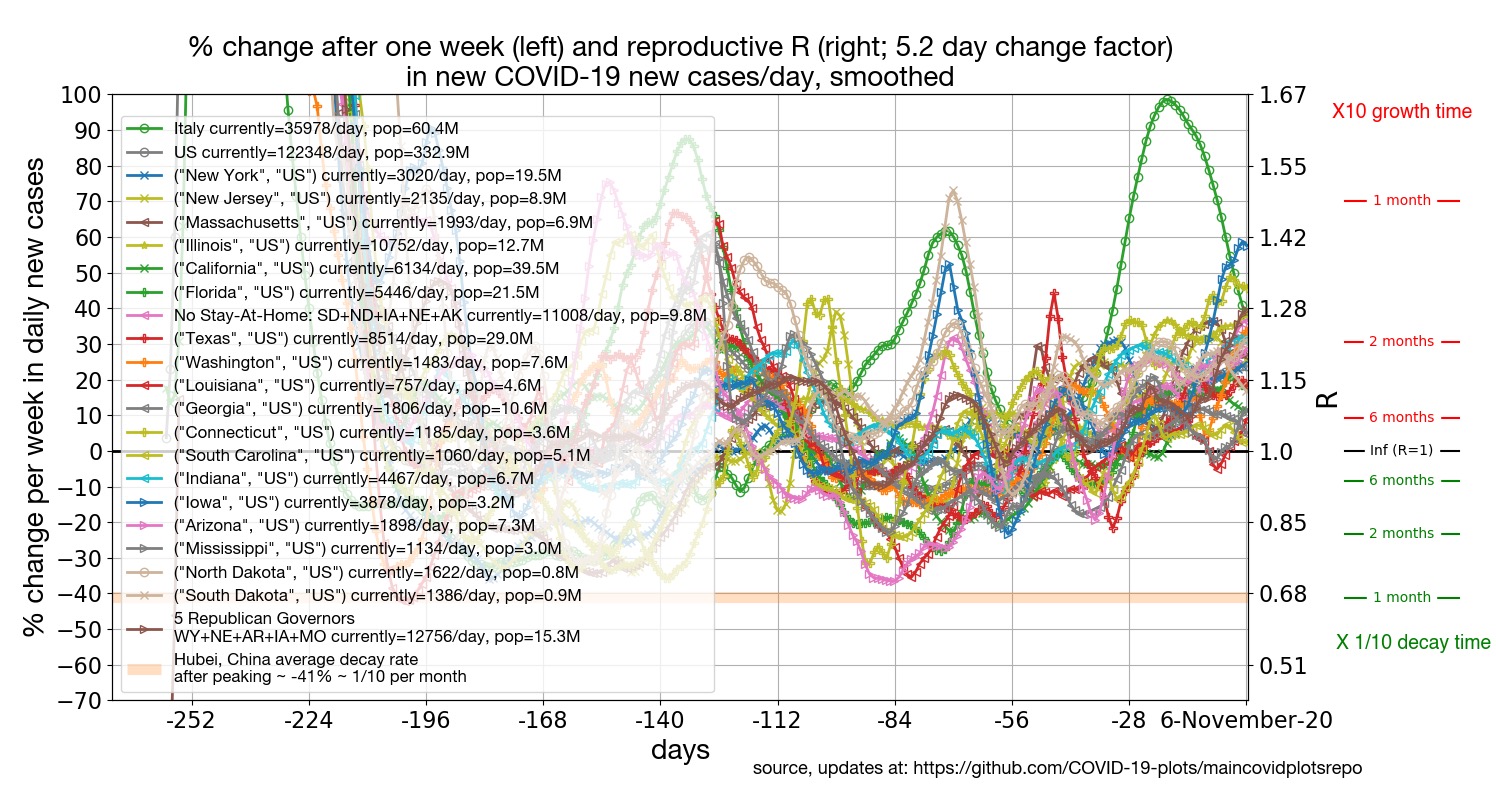 % change after one week (left) and reproductive R (right; 5.2 day change factor)
in new COVID-19 new cases/day, smoothed
% change per week in daily new cases
100
90
80
70
60
50
40
30
20
10
0
−10
−20
−30
−40
−50
−60
−70
Italy currently=35978/day, pop=60.4M
US currently=122348/day, pop=332.9M
("New York", "US") currently=3020/day, pop=19.5M
("New Jersey", "US") currently=2135/day, pop=8.9M
("Massachusetts", "US") currently=1993/day, pop=6.9M
("Illinois", "US") currently=10752/day, pop=12.7M
("California", "US") currently=6134/day, pop=39.5M
("Florida", "US") currently=5446/day, pop=21.5M
No Stay-At-Home: SD+ND+IA+NE+AK currently=11008/day, pop=9.8M
("Texas", "US") currently=8514/day, pop=29.0M
("Washington", "US") currently=1483/day, pop=7.6M
("Louisiana", "US") currently=757/day, pop=4.6M
("Georgia", "US") currently=1806/day, pop=10.6M
("Connecticut", "US") currently=1185/day, pop=3.6M
("South Carolina", "US") currently=1060/day, pop=5.1M
("Indiana", "US") currently=4467/day, pop=6.7M
("Iowa", "US") currently=3878/day, pop=3.2M
("Arizona", "US") currently=1898/day, pop=7.3M
("Mississippi", "US") currently=1134/day, pop=3.0M
("North Dakota", "US") currently=1622/day, pop=0.8M
("South Dakota", "US") currently=1386/day, pop=0.9M
5 Republican Governors
WY+NE+AR+IA+MO currently=12756/day, pop=15.3M
Hubei, China average decay rate
after peaking ~ -41% ~ 1/10 per month
-252
-224
-196
-168
-140
-112
-84
-56
-28
6-November-20
days
1.67
1.55
1.42
1.28
1.15
1.0
0.85
0.68
0.51
R
X10 growth time
1 month
2 months
6 months
Inf (R=1)
6 months
2 months
1 month
X 1/10 decay time
source, updates at: https://github.com/COVID-19-plots/maincovidplotsrepo